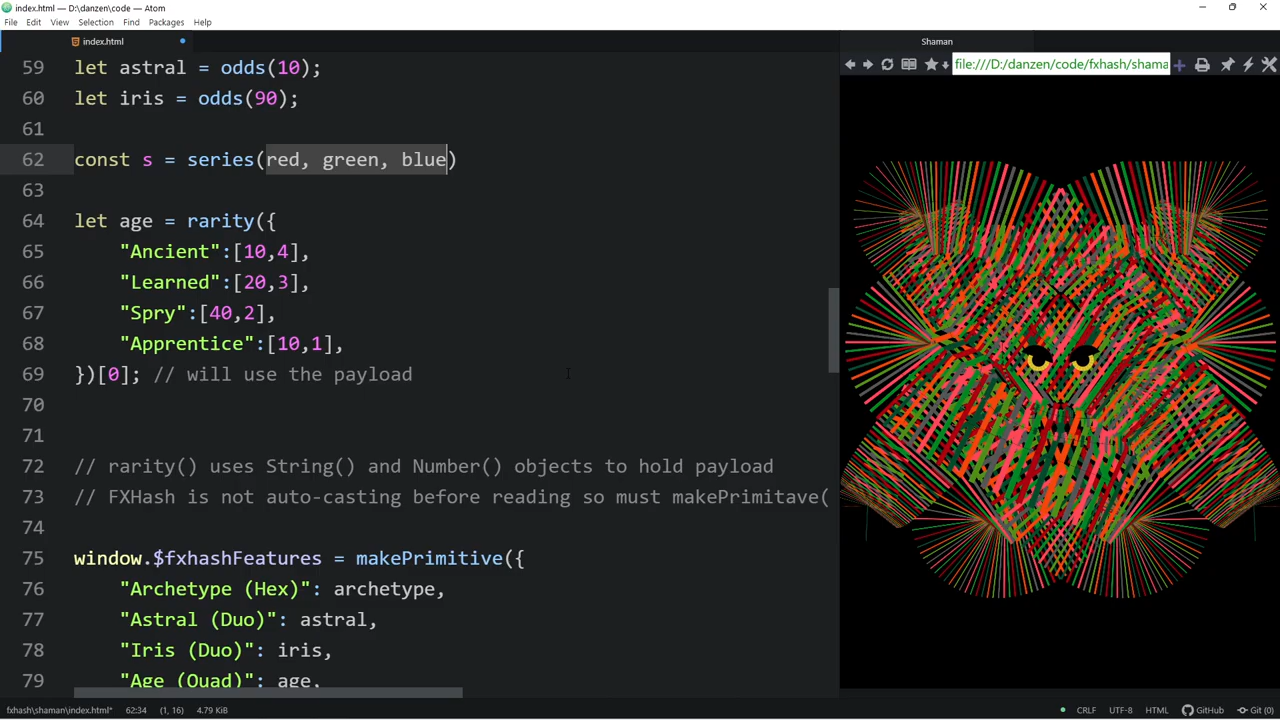 index.html — D:\danzen\code — Atom
File Edit View Selection Find Packages Help
index.html
Shaman
file:///D:/danzen/code/fxhash/shama
59 let astral = odds(10);
60 let iris = odds(90);
61
62 const s = series(red, green, blue)
63
64 let age = rarity({
65 "Ancient":[10,4],
66 "Learned":[20,3],
67 "Spry":[40,2],
68 "Apprentice":[10,1],
69 })[0]; // will use the payload
70
71
72 // rarity() uses String() and Number() objects to hold payload
73 // FXHash is not auto-casting before reading so must makePrimitave(
74
75 window.$fxhashFeatures = makePrimitive({
76 "Archetype (Hex)": archetype,
77 "Astral (Duo)": astral,
78 "Iris (Duo)": iris,
79 "Age (Quad)": age,
fxhash\shaman\index.html* 62:34 (1, 16) 4.79 KiB CRLF UTF-8 HTML GitHub Git (0)